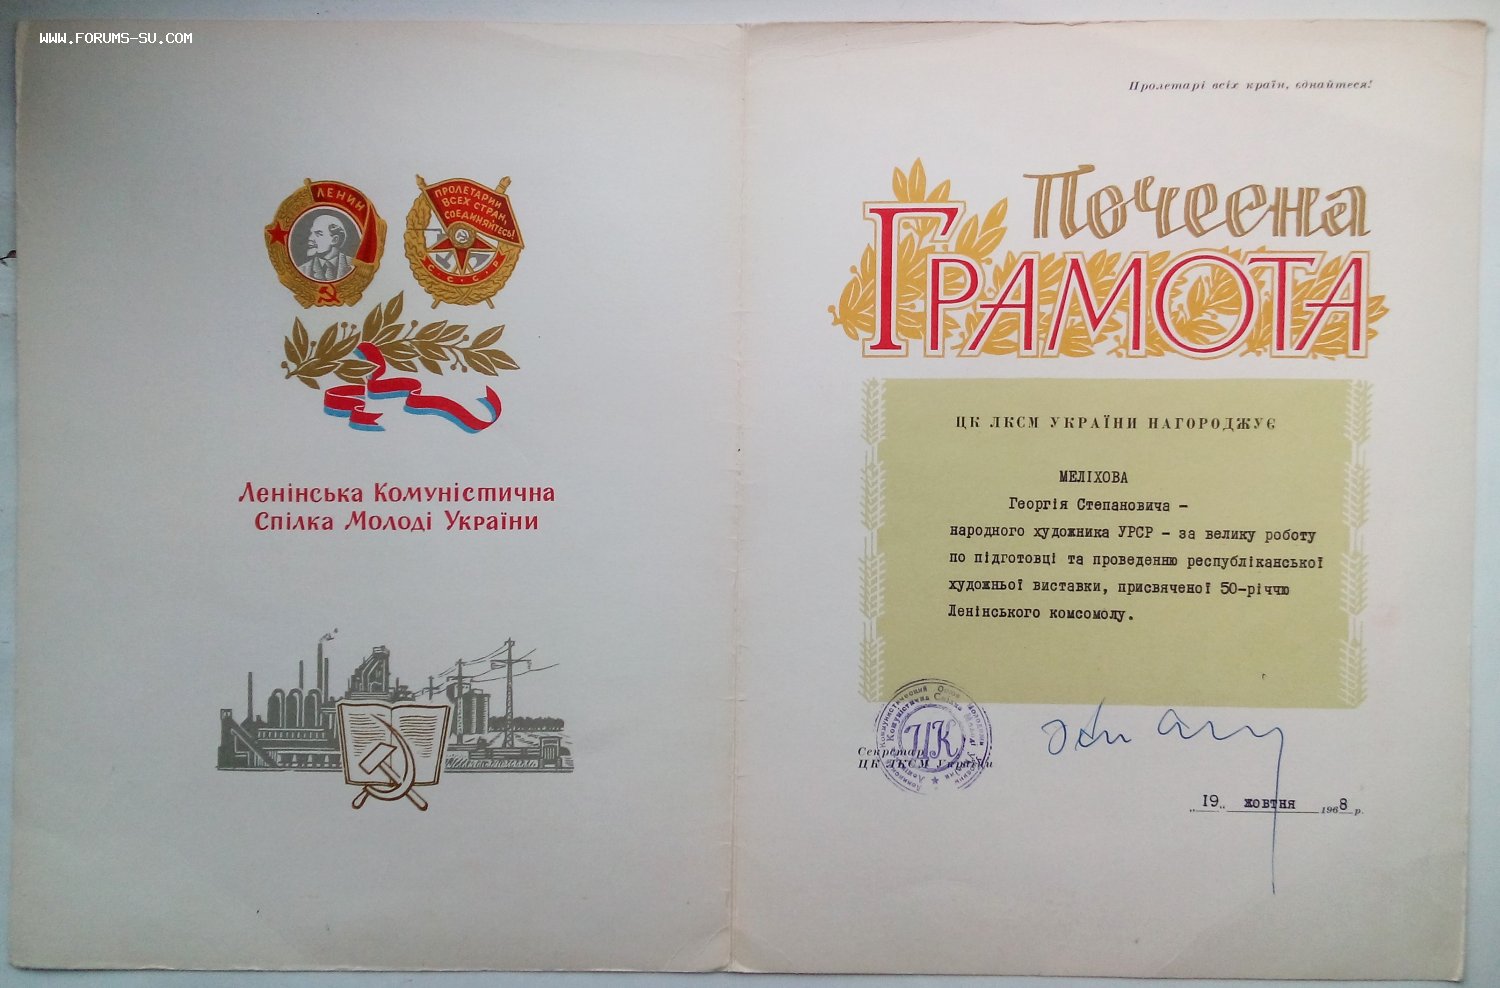 WWW.FORUMS-SU.COM
ЛЕНИН
ПРОЛЕТАРИИ
ВСЕХ СТРАН,
СОЕДИНЯЙТЕСЬ!
С·С·С·Р
Ленінська Комуністична
Спілка Молоді України
Пролетарі всіх країн, єднайтеся!
Почесна
Грамота
ЦК ЛКСМ УКРАЇНИ НАГОРОДЖУЄ
МЕЛІХОВА
Георгія Степановича –
народного художника УРСР – за велику роботу
по підготовці та проведенню республіканської
художньої виставки, присвяченої 50-річчю
Ленінського комсомолу.
ЦК
Секретар
ЦК ЛКСМ України
„19„ жовтня 1968 р.